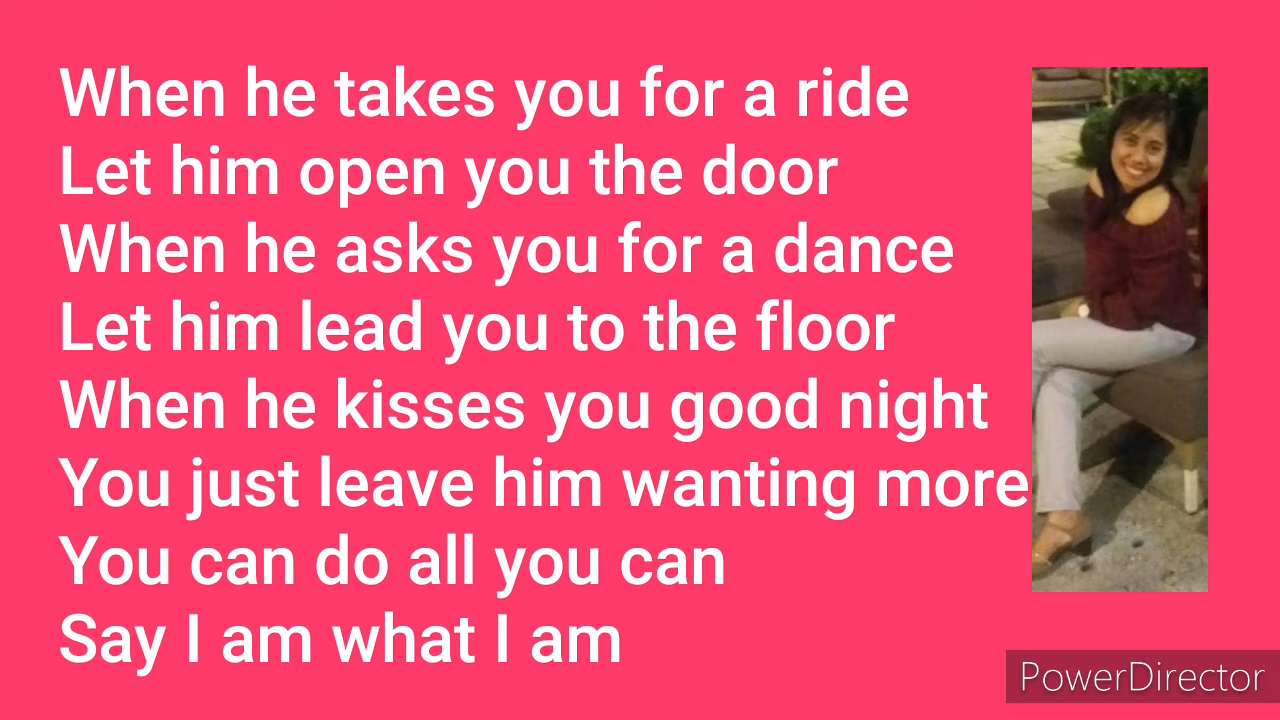 When he takes you for a ride
Let him open you the door
When he asks you for a dance
Let him lead you to the floor
When he kisses you good night
You just leave him wanting more
You can do all you can
Say I am what I am
PowerDirector